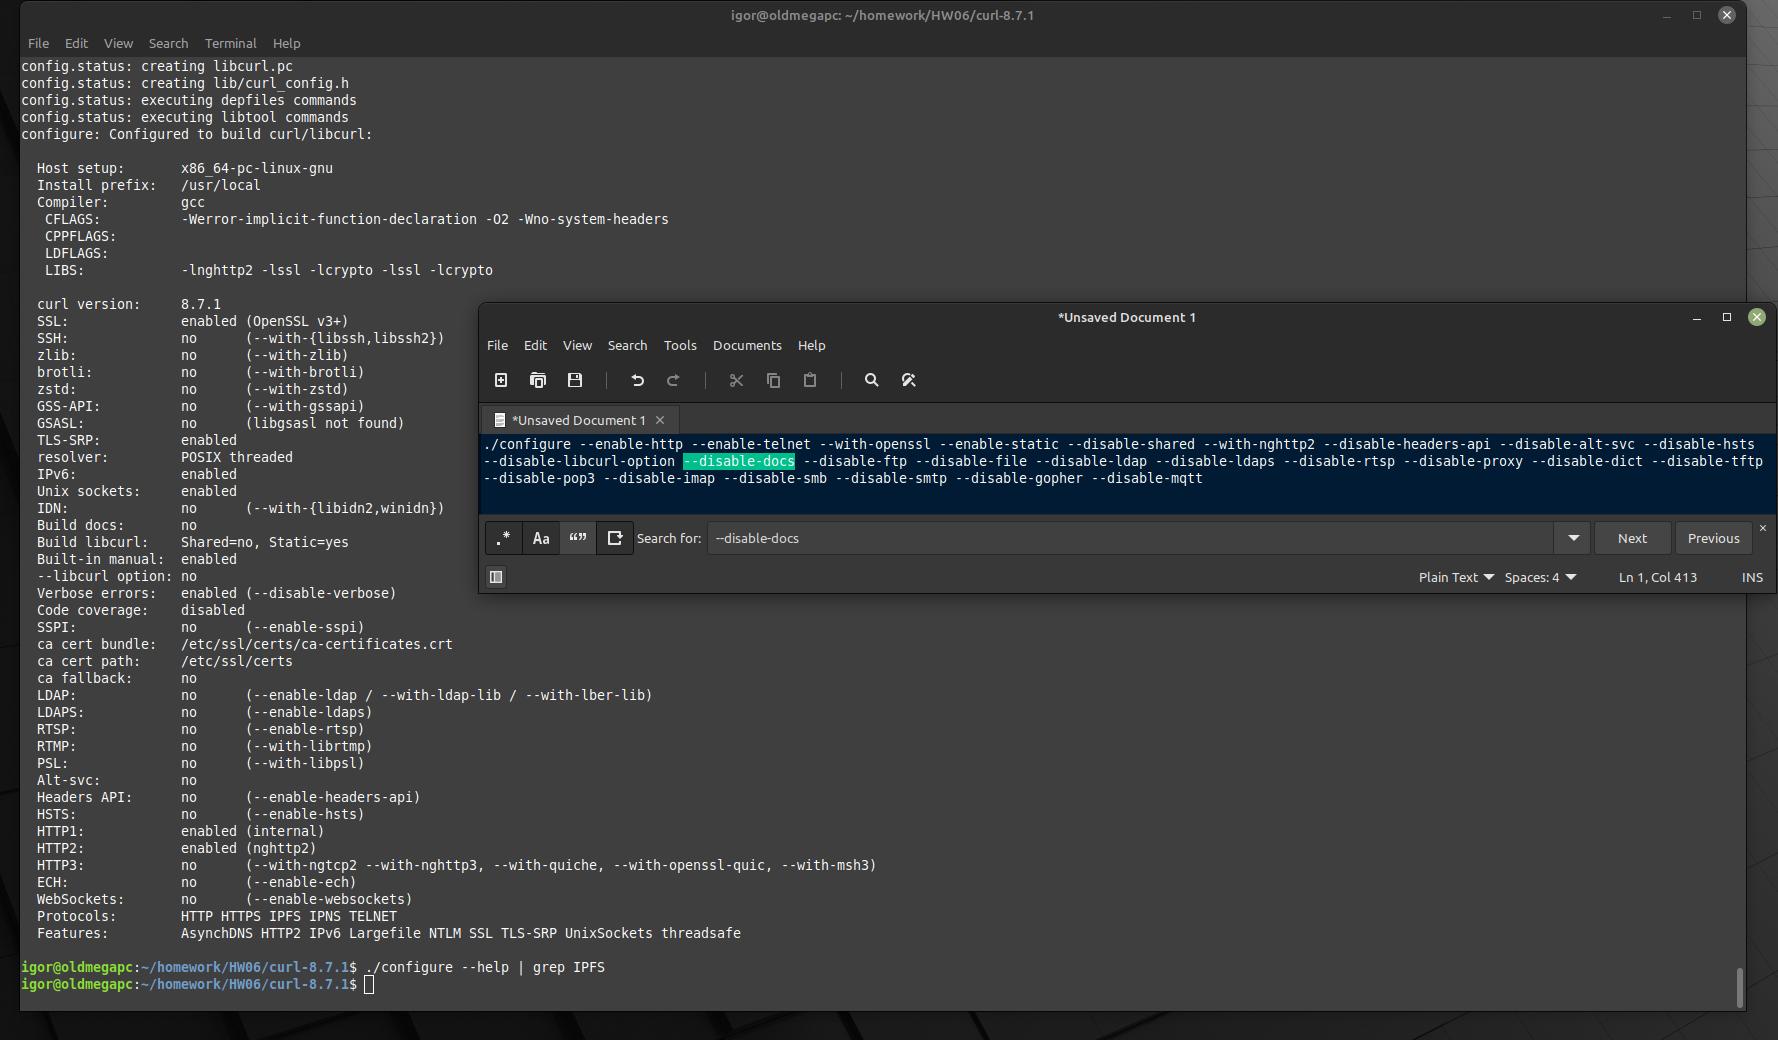 igor@oldmegapc: ~/homework/HW06/curl-8.7.1
File Edit View Search Terminal Help
config.status: creating libcurl.pc
config.status: creating lib/curl_config.h
config.status: executing depfiles commands
config.status: executing libtool commands
configure: Configured to build curl/libcurl:
Host setup: x86_64-pc-linux-gnu
Install prefix: /usr/local
Compiler: gcc
CFLAGS: -Werror-implicit-function-declaration -O2 -Wno-system-headers
CPPFLAGS:
LDFLAGS:
LIBS: -lnghttp2 -lssl -lcrypto -lssl -lcrypto
curl version: 8.7.1
SSL: enabled (OpenSSL v3+)
SSH: no (--with-{libssh,libssh2})
zlib: no (--with-zlib)
brotli: no (--with-brotli)
zstd: no (--with-zstd)
GSS-API: no (--with-gssapi)
GSASL: no (libgsasl not found)
TLS-SRP: enabled
resolver: POSIX threaded
IPv6: enabled
Unix sockets: enabled
IDN: no (--with-{libidn2,winidn})
Build docs: no
Build libcurl: Shared=no, Static=yes
Built-in manual: enabled
--libcurl option: no
Verbose errors: enabled (--disable-verbose)
Code coverage: disabled
SSPI: no (--enable-sspi)
ca cert bundle: /etc/ssl/certs/ca-certificates.crt
ca cert path: /etc/ssl/certs
ca fallback: no
LDAP: no (--enable-ldap / --with-ldap-lib / --with-lber-lib)
LDAPS: no (--enable-ldaps)
RTSP: no (--enable-rtsp)
RTMP: no (--with-librtmp)
PSL: no (--with-libpsl)
Alt-svc: no
Headers API: no (--enable-headers-api)
HSTS: no (--enable-hsts)
HTTP1: enabled (internal)
HTTP2: enabled (nghttp2)
HTTP3: no (--with-ngtcp2 --with-nghttp3, --with-quiche, --with-openssl-quic, --with-msh3)
ECH: no (--enable-ech)
WebSockets: no (--enable-websockets)
Protocols: HTTP HTTPS IPFS IPNS TELNET
Features: AsynchDNS HTTP2 IPv6 Largefile NTLM SSL TLS-SRP UnixSockets threadsafe
igor@oldmegapc:~/homework/HW06/curl-8.7.1$ ./configure --help | grep IPFS
igor@oldmegapc:~/homework/HW06/curl-8.7.1$
*Unsaved Document 1
File Edit View Search Tools Documents Help
*Unsaved Document 1
./configure --enable-http --enable-telnet --with-openssl --enable-static --disable-shared --with-nghttp2 --disable-headers-api --disable-alt-svc --disable-hsts
--disable-libcurl-option --disable-docs --disable-ftp --disable-file --disable-ldap --disable-ldaps --disable-rtsp --disable-proxy --disable-dict --disable-tftp
--disable-pop3 --disable-imap --disable-smb --disable-smtp --disable-gopher --disable-mqtt
.* Aa “” Search for: --disable-docs Next Previous
Plain Text Spaces: 4 Ln 1, Col 413 INS